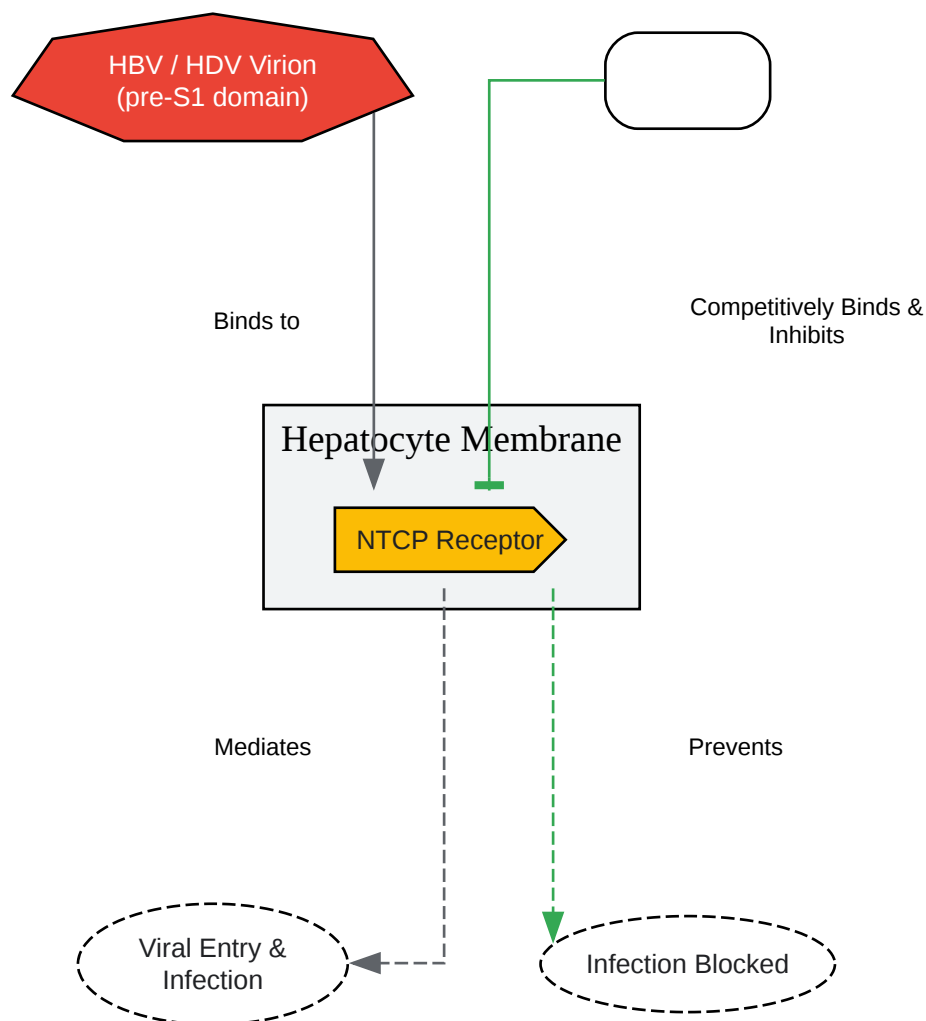 HBV / HDV Virion
(pre-S1 domain)
Binds to
Competitively Binds &
Inhibits
Hepatocyte Membrane
NTCP Receptor
Mediates
Prevents
Viral Entry &
Infection
Infection Blocked